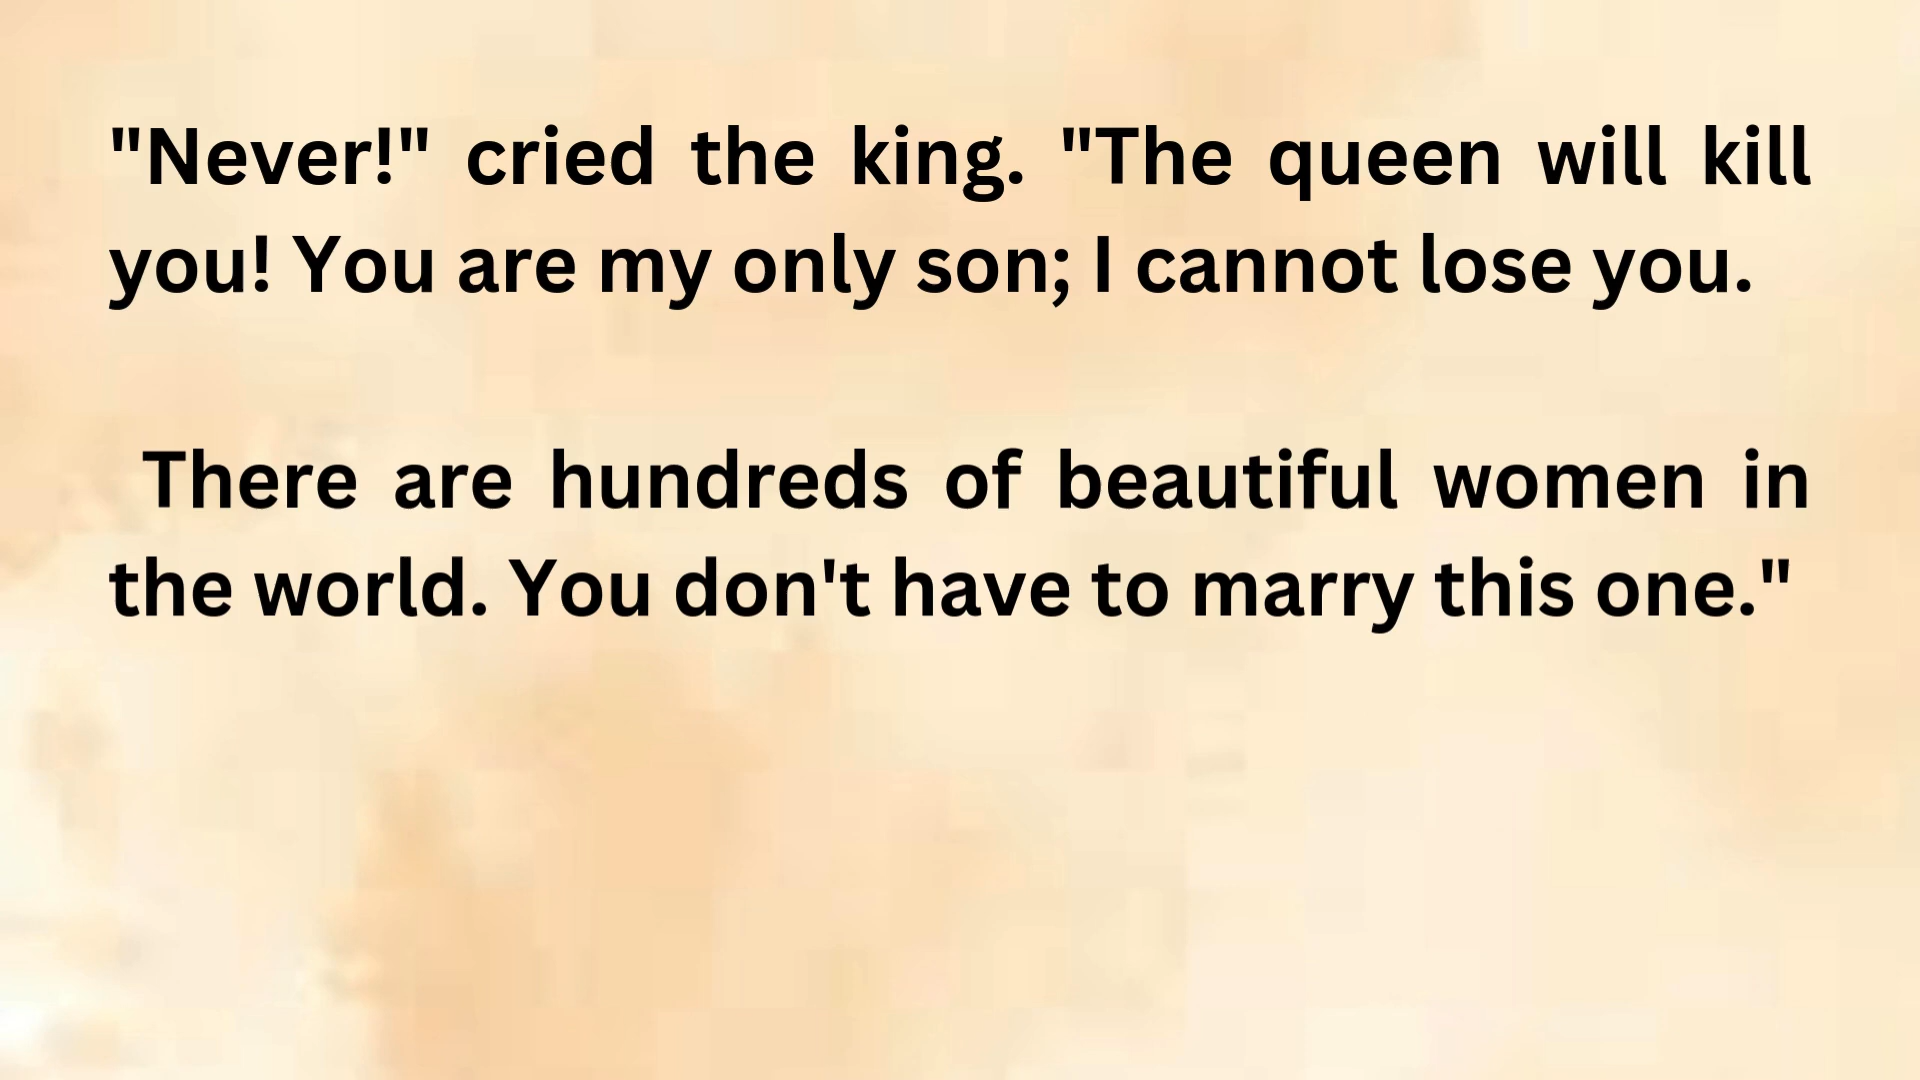 "Never!" cried the king. "The queen will kill
you! You are my only son; I cannot lose you.
There are hundreds of beautiful women in
the world. You don't have to marry this one."